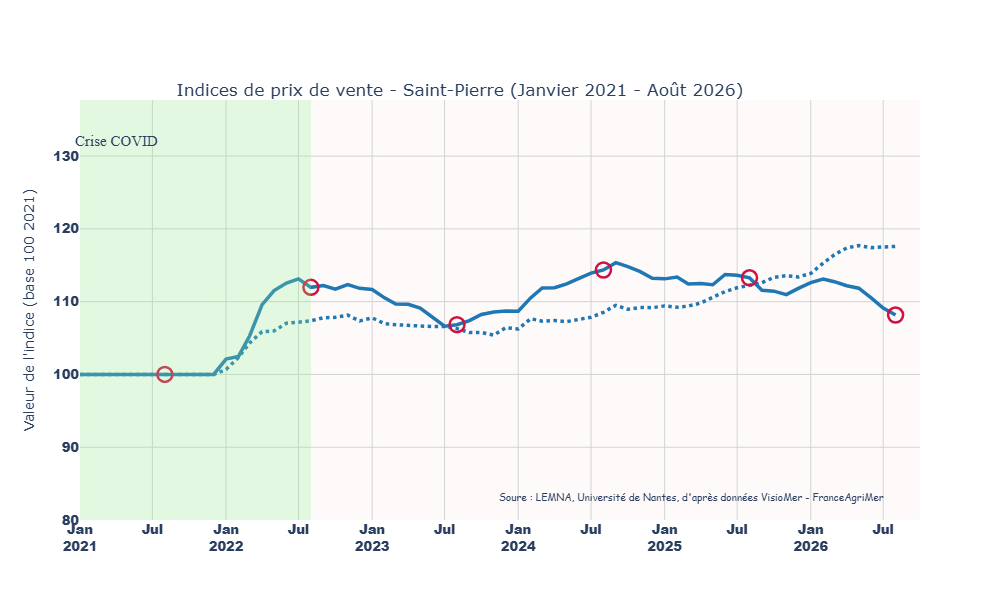 Indices de prix de vente - Saint-Pierre (Janvier 2021 - Août 2026)
Crise COVID
Valeur de l'indice (base 100 2021)
130
120
110
100
90
80
Soure : LEMNA, Université de Nantes, d'après données VisioMer - FranceAgriMer
Jan Jul Jan Jul Jan Jul Jan Jul Jan Jul Jan Jul
2021 2022 2023 2024 2025 2026